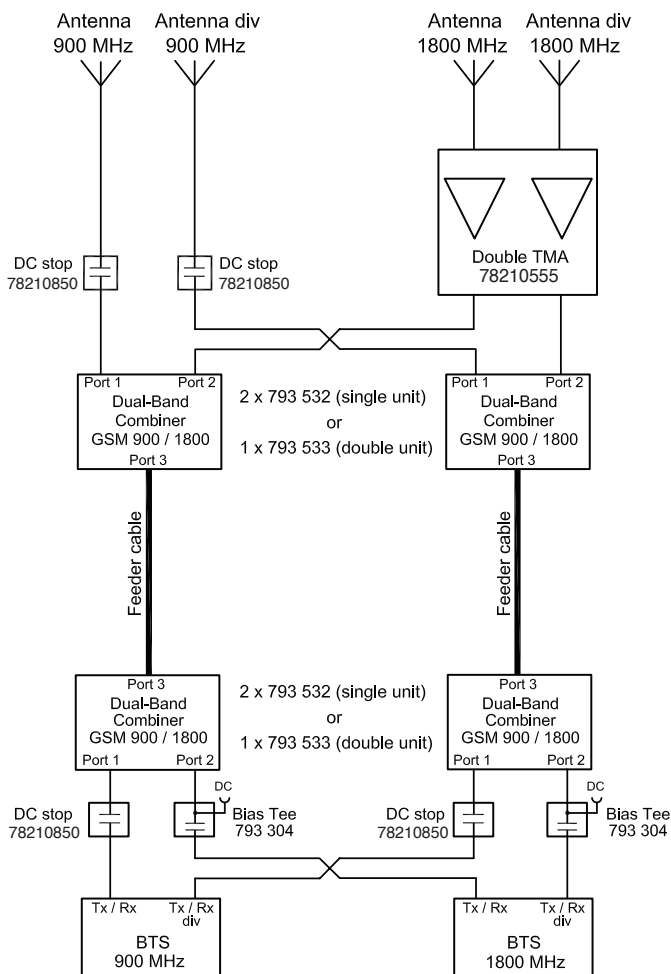 Antenna
900 MHz
Antenna div
900 MHz
Antenna
1800 MHz
Antenna div
1800 MHz
DC stop
78210850
DC stop
78210850
Double TMA
78210555
Port 1
Port 2
Dual-Band
Combiner
GSM 900 / 1800
Port 3
2 x 793 532 (single unit)
or
1 x 793 533 (double unit)
Port 1
Port 2
Dual-Band
Combiner
GSM 900 / 1800
Port 3
Feeder cable
Feeder cable
Port 3
Dual-Band
Combiner
GSM 900 / 1800
Port 1
Port 2
2 x 793 532 (single unit)
or
1 x 793 533 (double unit)
Port 3
Dual-Band
Combiner
GSM 900 / 1800
Port 1
Port 2
DC stop
78210850
DC
Bias Tee
793 304
DC stop
78210850
DC
Bias Tee
793 304
Tx / Rx
Tx / Rx
div
BTS
900 MHz
Tx / Rx
Tx / Rx
div
BTS
1800 MHz